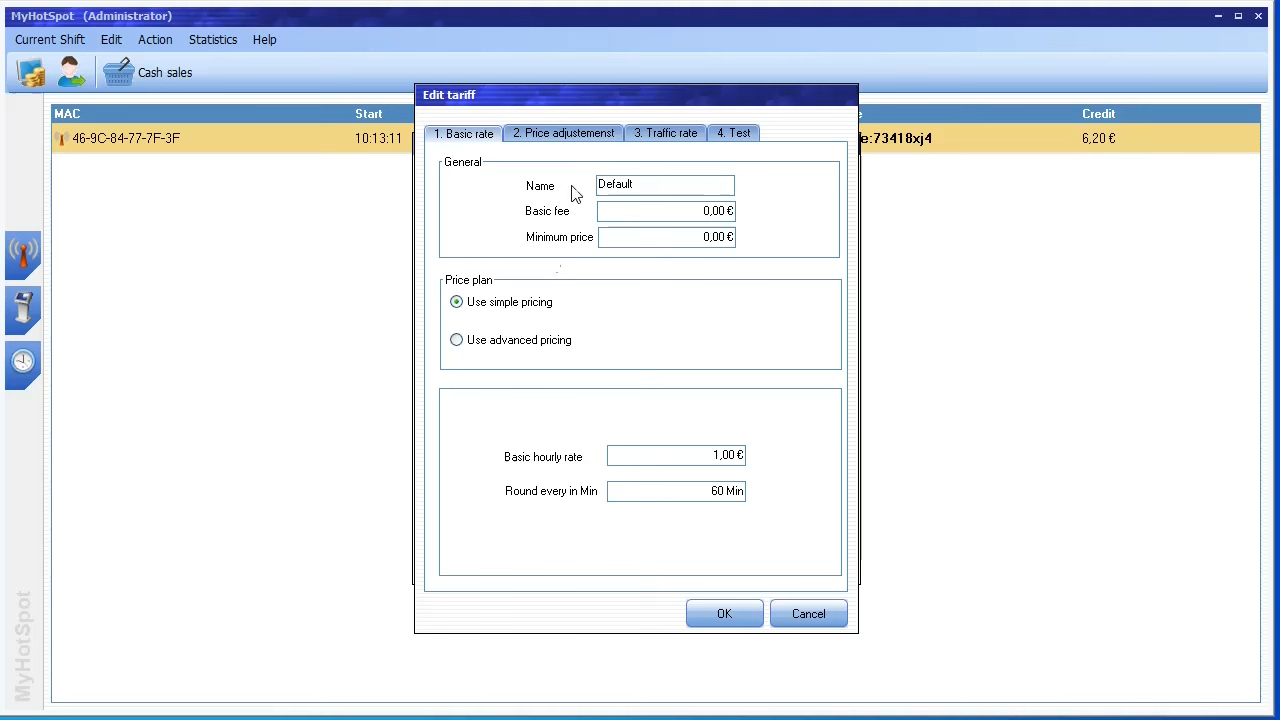 MyHotSpot (Administrator)
Current Shift Edit Action Statistics Help
Cash sales
Edit tariff
MAC Start Credit
46-9C-84-77-7F-3F 10:13:11 e:73418xj4 6,20 €
1. Basic rate 2. Price adjustemenst 3. Traffic rate 4. Test
General
Name Default
Basic fee 0,00 €
Minimum price 0,00 €
Price plan
Use simple pricing
Use advanced pricing
Basic hourly rate 1,00 €
Round every in Min 60 Min
OK Cancel
MyHotSpot